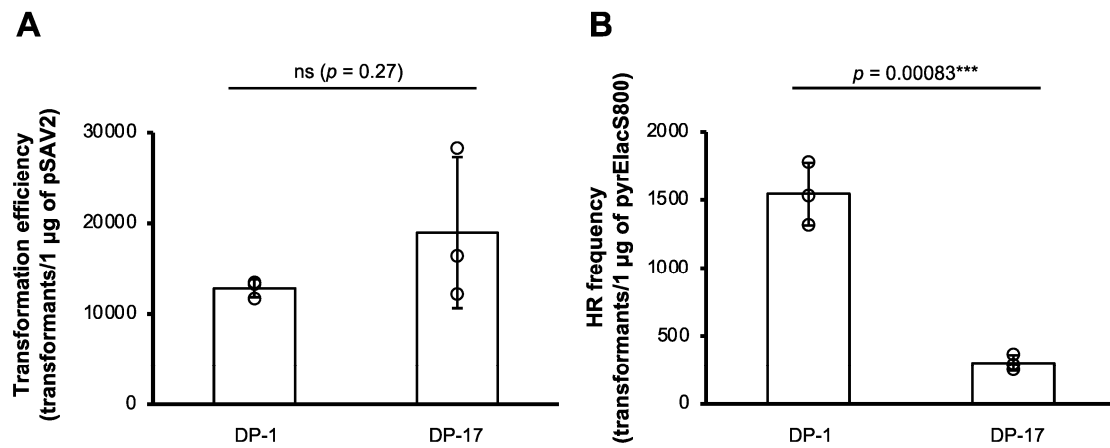 A
ns (p = 0.27)
Transformation efficiency
(transformants/1 µg of pSAV2)
30000
20000
10000
0
DP-1
DP-17
B
p = 0.00083***
HR frequency
(transformants/1 µg of pyrElacS800)
2000
1500
1000
500
0
DP-1
DP-17